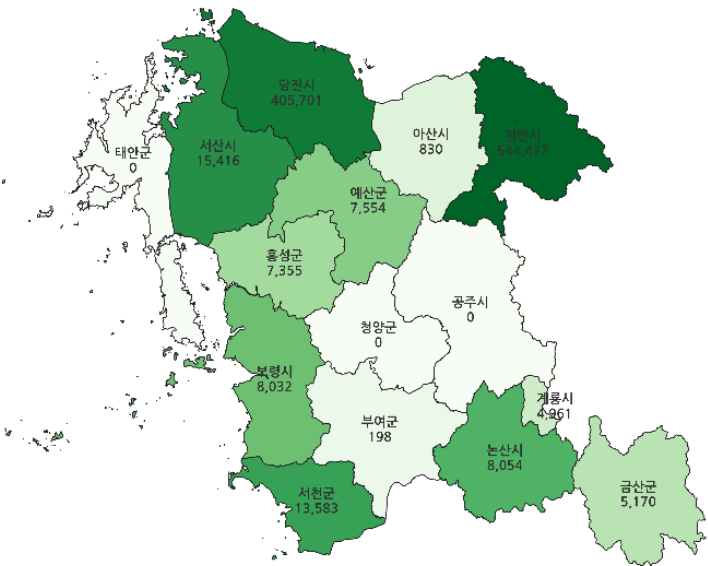 당진시
405,701
아산시
830
천안시
544,477
서산시
15,416
태안군
0
예산군
7,554
홍성군
7,355
공주시
0
청양군
0
보령시
8,032
계룡시
4,961
부여군
198
논산시
8,054
서천군
13,583
금산군
5,170